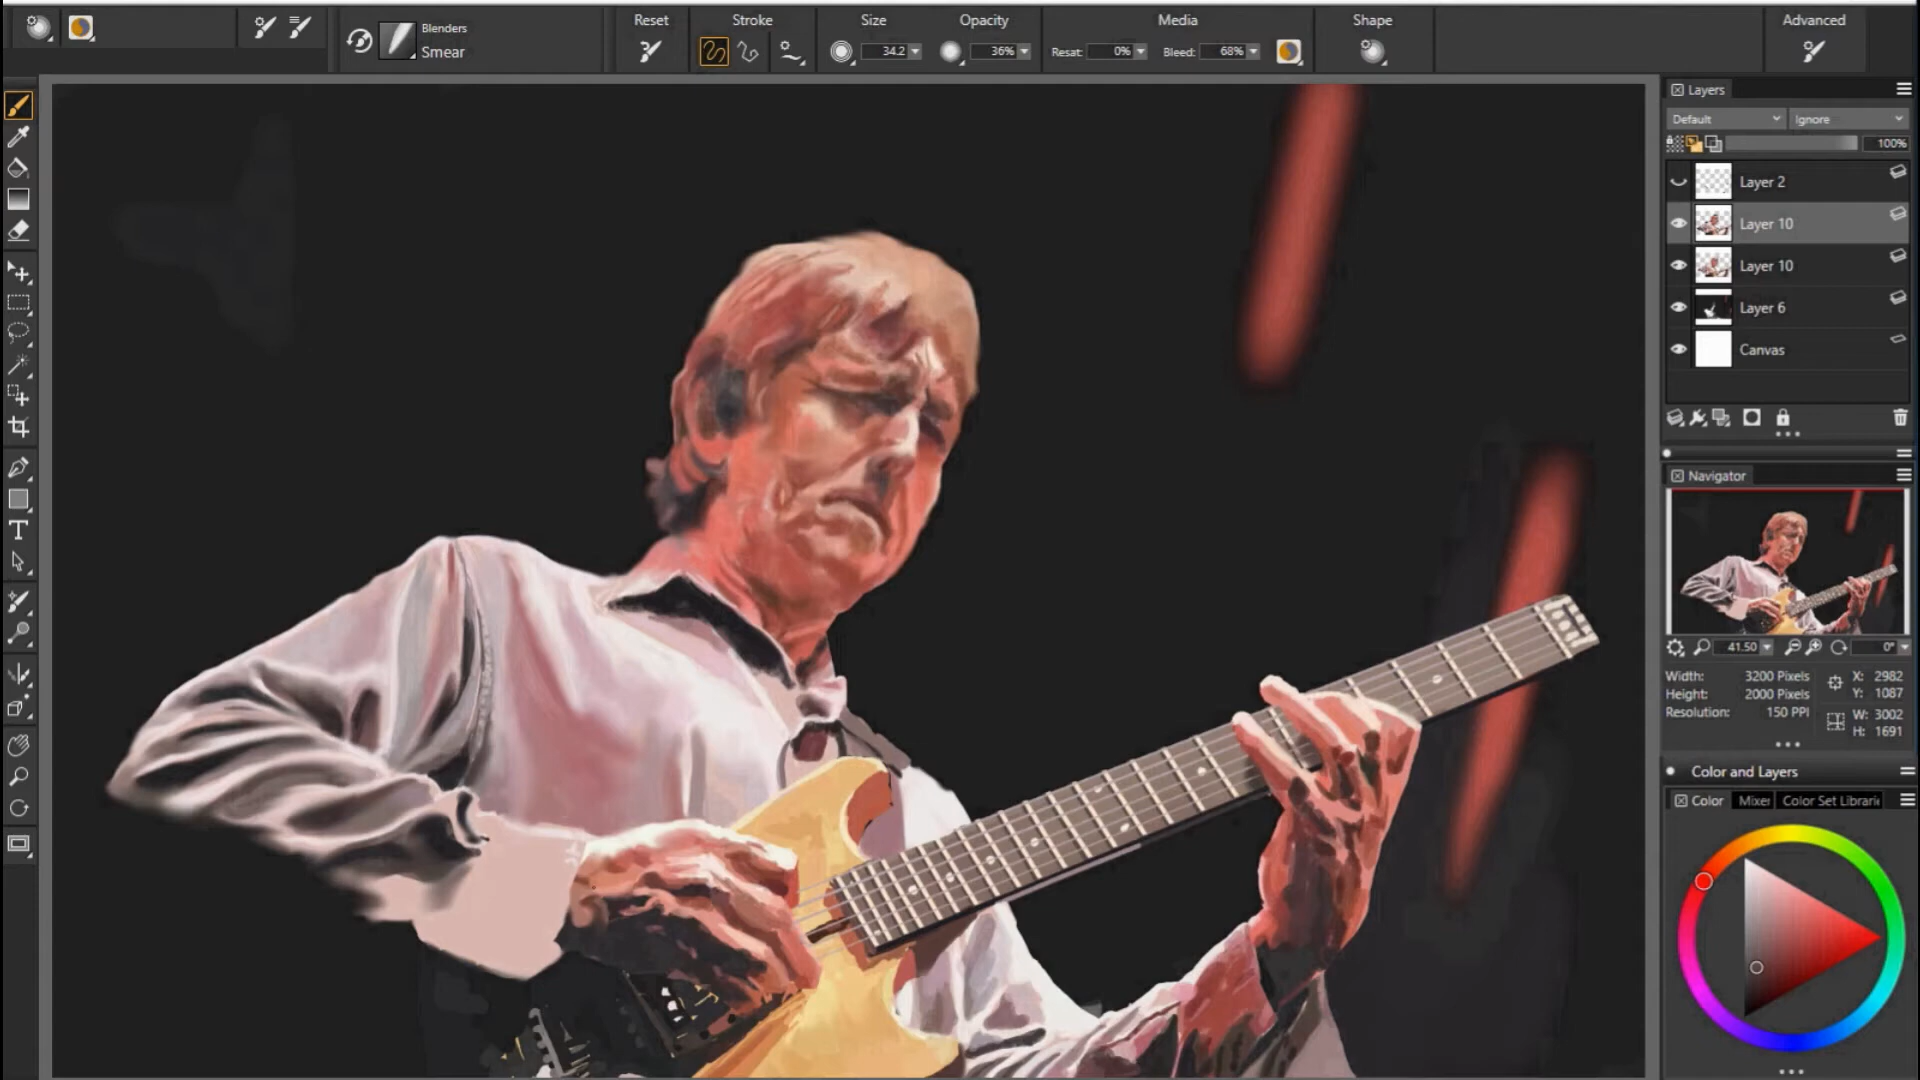 Reset
Stroke
Size
Opacity
Media
Shape
Advanced
Blenders
Smear
34.2
36%
Resat: 0%
Bleed: 68%
Layers
Default
Ignore
100%
Layer 2
Layer 10
Layer 10
Layer 6
Canvas
Navigator
41.50
0°
Width: 3200 Pixels
Height: 2000 Pixels
Resolution: 150 PPI
X: 2982
Y: 1087
W: 3002
H: 1691
Color and Layers
Color
Mixer
Color Set Librari
T